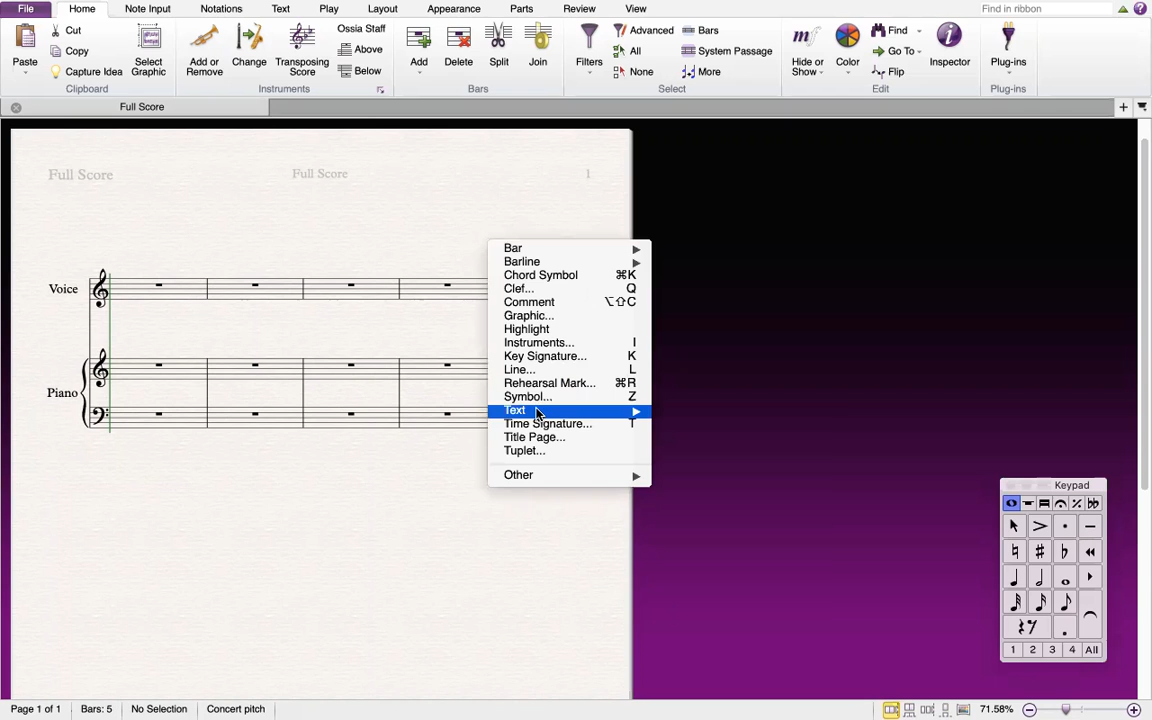 File Home Note Input Notations Text Play Layout Appearance Parts Review View Find in ribbon
Paste Cut Copy Capture Idea Select Graphic Clipboard
Add or Remove Change Transposing Score Ossia Staff Above Below Instruments
Add Delete Split Join Bars
Filters Advanced All None Bars System Passage More Select
Hide or Show Color Find Go To Flip Inspector Edit
Plug-ins Plug-ins
Full Score
Full Score Full Score 1
Voice
Piano
Bar
Barline
Chord Symbol ⌘K
Clef... Q
Comment ⌥⇧C
Graphic...
Highlight
Instruments... I
Key Signature... K
Line... L
Rehearsal Mark... ⌘R
Symbol... Z
Text
Time Signature... T
Title Page...
Tuplet...
Other
Keypad
1 2 3 4 All
Page 1 of 1 Bars: 5 No Selection Concert pitch 71.58%